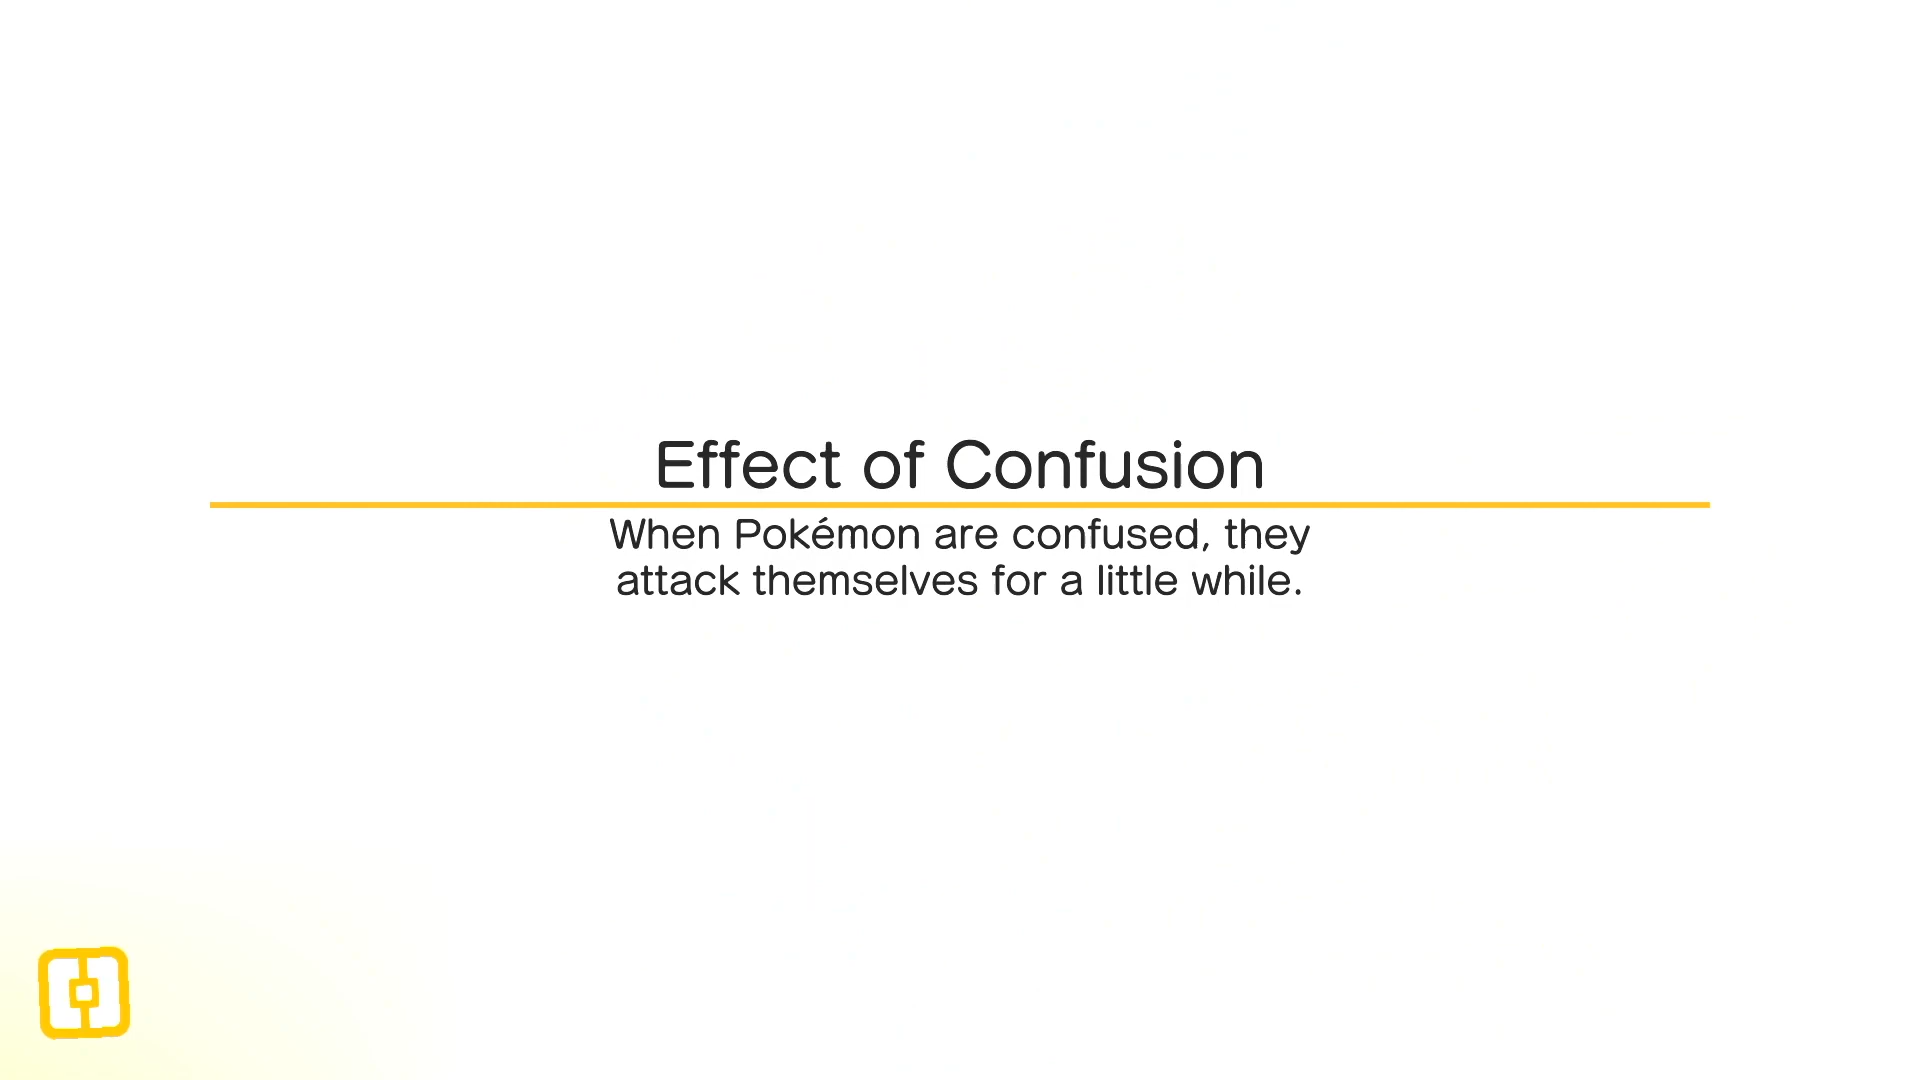 Effect of Confusion
When Pokémon are confused, they
attack themselves for a little while.